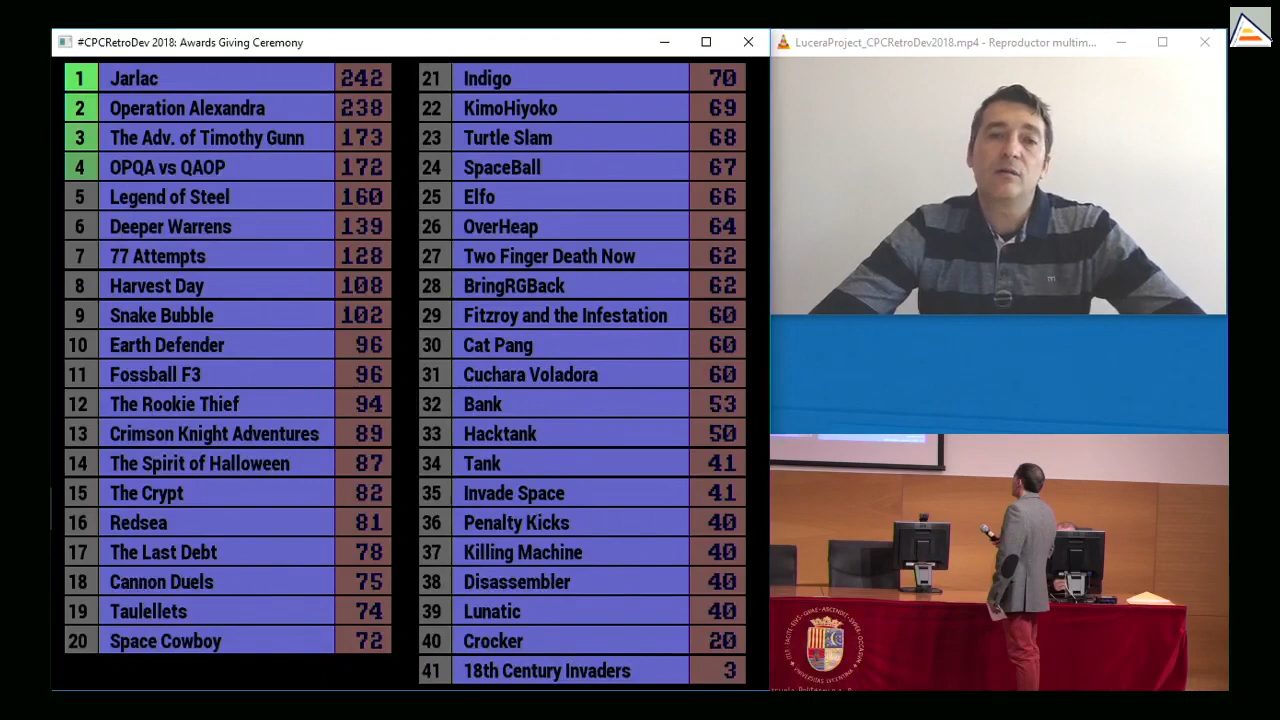 #CPCRetroDev 2018: Awards Giving Ceremony
1 Jarlac 242
2 Operation Alexandra 238
3 The Adv. of Timothy Gunn 173
4 OPQA vs QAOP 172
5 Legend of Steel 160
6 Deeper Warrens 139
7 77 Attempts 128
8 Harvest Day 108
9 Snake Bubble 102
10 Earth Defender 96
11 Fossball F3 96
12 The Rookie Thief 94
13 Crimson Knight Adventures 89
14 The Spirit of Halloween 87
15 The Crypt 82
16 Redsea 81
17 The Last Debt 78
18 Cannon Duels 75
19 Taulellets 74
20 Space Cowboy 72
21 Indigo 70
22 KimoHiyoko 69
23 Turtle Slam 68
24 SpaceBall 67
25 Elfo 66
26 OverHeap 64
27 Two Finger Death Now 62
28 BringRGBack 62
29 Fitzroy and the Infestation 60
30 Cat Pang 60
31 Cuchara Voladora 60
32 Bank 53
33 Hacktank 50
34 Tank 41
35 Invade Space 41
36 Penalty Kicks 40
37 Killing Machine 40
38 Disassembler 40
39 Lunatic 40
40 Crocker 20
41 18th Century Invaders 3
LuceraProject_CPCRetroDev2018.mp4 - Reproductor multim...